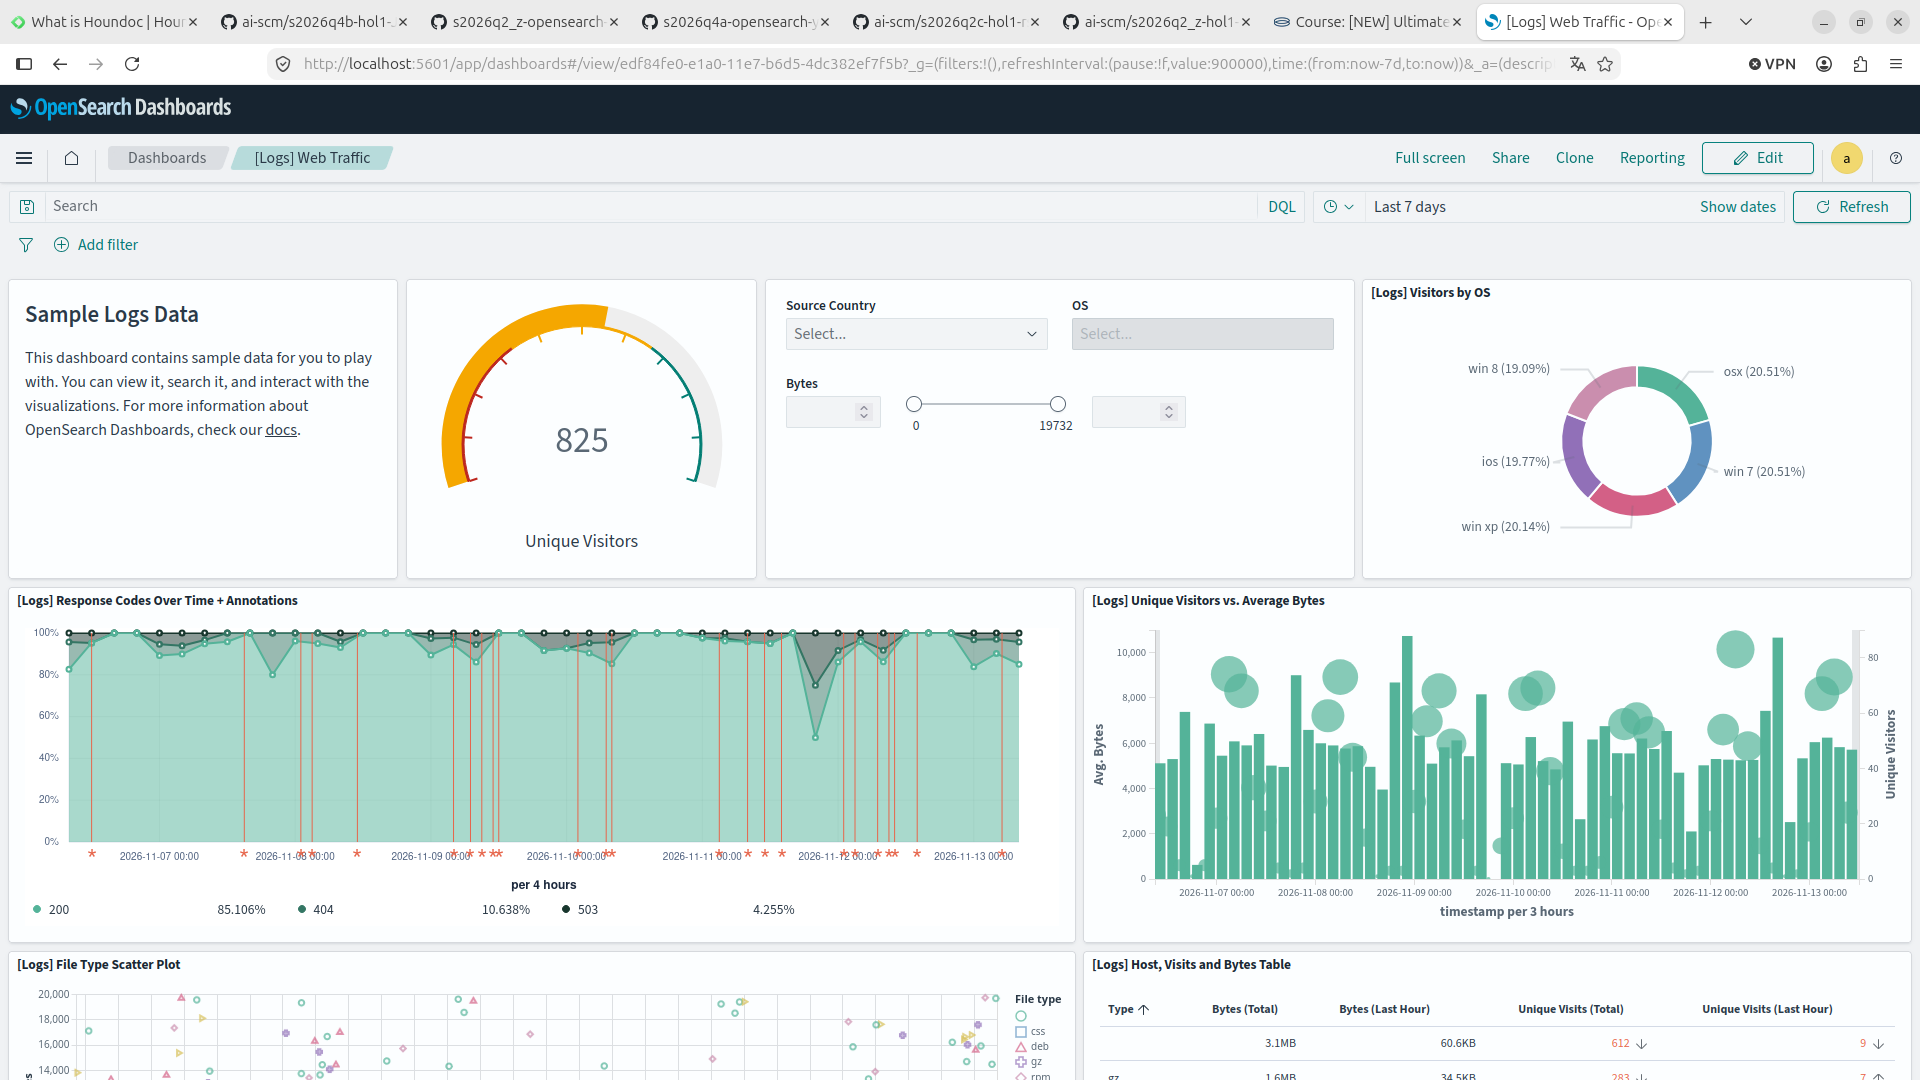 What is Houndoc | Hour
ai-scm/s2026q4b-hol1-
s2026q2_z-opensearch-
s2026q4a-opensearch-y
ai-scm/s2026q2c-hol1-r
ai-scm/s2026q2_z-hol1-
Course: [NEW] Ultimate
[Logs] Web Traffic - Ope
http://localhost:5601/app/dashboards#/view/edf84fe0-e1a0-11e7-b6d5-4dc382ef7f5b?_g=(filters:!(),refreshInterval:(pause:!f,value:900000),time:(from:now-7d,to:now))&_a=(descrip
VPN
OpenSearch Dashboards
Dashboards
[Logs] Web Traffic
Full screen
Share
Clone
Reporting
Edit
a
Search
DQL
Last 7 days
Show dates
Refresh
Add filter
Sample Logs Data
This dashboard contains sample data for you to play
with. You can view it, search it, and interact with the
visualizations. For more information about
OpenSearch Dashboards, check our docs.
825
Unique Visitors
Source Country
Select...
OS
Select...
Bytes
0
19732
[Logs] Visitors by OS
win 8 (19.09%)
osx (20.51%)
ios (19.77%)
win 7 (20.51%)
win xp (20.14%)
[Logs] Response Codes Over Time + Annotations
100%
80%
60%
40%
20%
0%
2026-11-07 00:00
2026-11-08 00:00
2026-11-09 00:00
2026-11-10 00:00
2026-11-11 00:00
2026-11-12 00:00
2026-11-13 00:00
per 4 hours
200
85.106%
404
10.638%
503
4.255%
[Logs] Unique Visitors vs. Average Bytes
Avg. Bytes
10,000
8,000
6,000
4,000
2,000
0
80
60
40
20
0
Unique Visitors
2026-11-07 00:00
2026-11-08 00:00
2026-11-09 00:00
2026-11-10 00:00
2026-11-11 00:00
2026-11-12 00:00
2026-11-13 00:00
timestamp per 3 hours
[Logs] File Type Scatter Plot
20,000
18,000
16,000
14,000
File type
css
deb
gz
rpm
[Logs] Host, Visits and Bytes Table
Type
Bytes (Total)
Bytes (Last Hour)
Unique Visits (Total)
Unique Visits (Last Hour)
3.1MB
60.6KB
612
9
gz
1.6MB
34.5KB
283
7